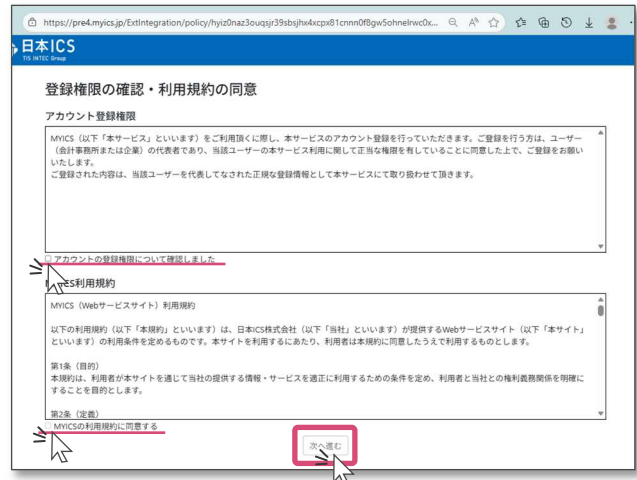 https://pre4.myics.jp/ExtIntegration/policy/hyiz0naz3ouqsjr39sbsjhx4xcpx81cnnn0f8gw5ohnelrwc0x...
日本ICS
TIS INTEC Group
登録権限の確認・利用規約の同意
アカウント登録権限
MYICS（以下「本サービス」といいます）をご利用頂くに際し、本サービスのアカウント登録を行っていただきます。ご登録を行う方は、ユーザー
（会計事務所または企業）の代表者であり、当該ユーザーの本サービス利用に関して正当な権限を有していることに同意した上で、ご登録をお願い
いたします。
ご登録された内容は、当該ユーザーを代表してなされた正規な登録情報として本サービスにて取り扱わせて頂きます。
アカウントの登録権限について確認しました
MYICS利用規約
MYICS（Webサービスサイト）利用規約
以下の利用規約（以下「本規約」といいます）は、日本ICS株式会社（以下「当社」といいます）が提供するWebサービスサイト（以下「本サイト」
といいます）の利用条件を定めるものです。本サイトを利用するにあたり、利用者は本規約に同意したうえで利用するものとします。
第1条（目的）
本規約は、利用者が本サイトを通じて当社の提供する情報・サービスを適正に利用するための条件を定め、利用者と当社との権利義務関係を明確に
することを目的とします。
第2条（定義）
MYICSの利用規約に同意する
次へ進む